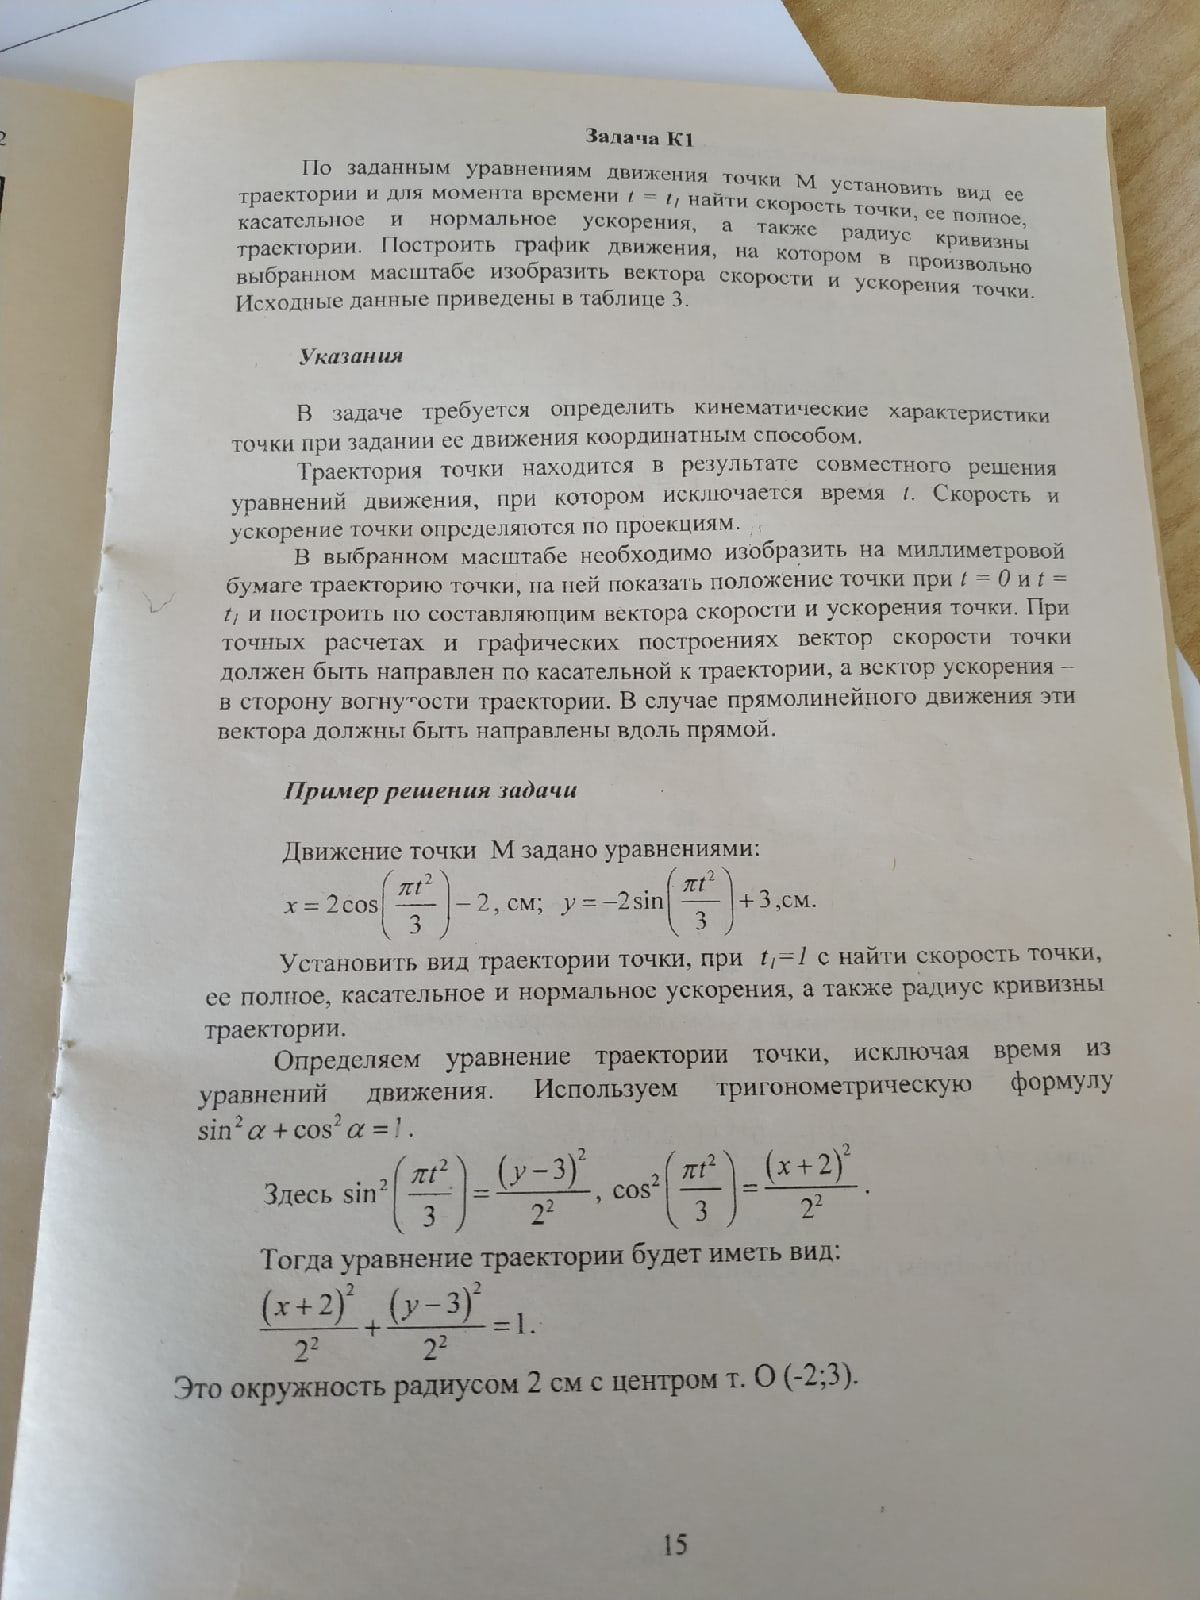 2
Задача К1
По заданным уравнениям движения точки М установить вид ее
траектории и для момента времени t = t₁ найти скорость точки, ее полное,
касательное и нормальное ускорения, а также радиус кривизны
траектории. Построить график движения, на котором в произвольно
выбранном масштабе изобразить вектора скорости и ускорения точки.
Исходные данные приведены в таблице 3.
Указания
В задаче требуется определить кинематические характеристики
точки при задании ее движения координатным способом.
Траектория точки находится в результате совместного решения
уравнений движения, при котором исключается время t. Скорость и
ускорение точки определяются по проекциям.
В выбранном масштабе необходимо изобразить на миллиметровой
бумаге траекторию точки, на ней показать положение точки при t = 0 и t =
t₁ и построить по составляющим вектора скорости и ускорения точки. При
точных расчетах и графических построениях вектор скорости точки
должен быть направлен по касательной к траектории, а вектор ускорения –
в сторону вогнутости траектории. В случае прямолинейного движения эти
вектора должны быть направлены вдоль прямой.
Пример решения задачи
Движение точки М задано уравнениями:
x = 2cos(πt²/3) – 2, см; y = –2sin(πt²/3) + 3,см.
Установить вид траектории точки, при t₁=1 с найти скорость точки,
ее полное, касательное и нормальное ускорения, а также радиус кривизны
траектории.
Определяем уравнение траектории точки, исключая время из
уравнений движения. Используем тригонометрическую формулу
sin² α + cos² α = 1.
Здесь sin²(πt²/3) = (y – 3)²/2², cos²(πt²/3) = (x + 2)²/2².
Тогда уравнение траектории будет иметь вид:
(x + 2)²/2² + (y – 3)²/2² = 1.
Это окружность радиусом 2 см с центром т. О (-2;3).
15